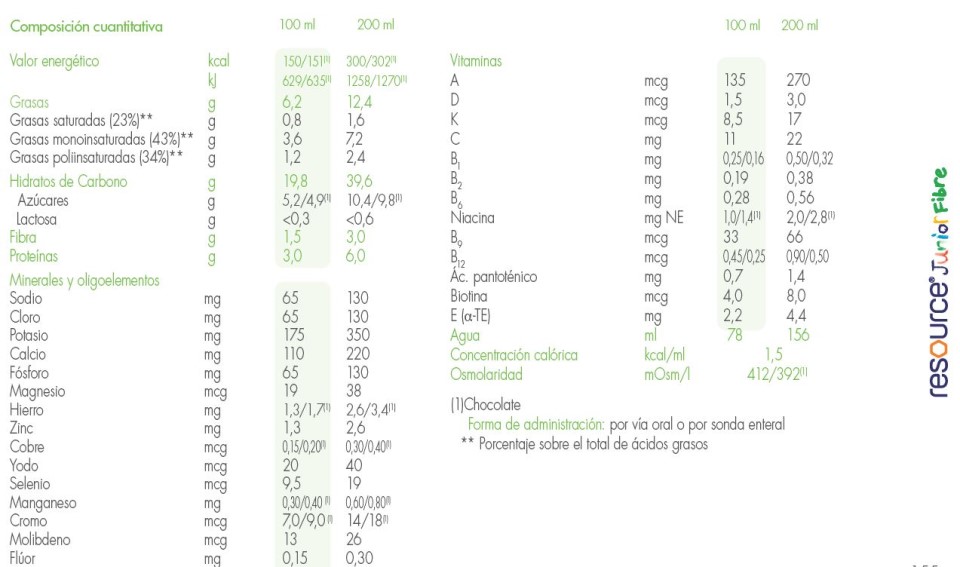 Composición cuantitativa 100 ml 200 ml
Valor energético kcal 150/151(1) 300/302(1)
kJ 629/635(1) 1258/1270(1)
Grasas g 6,2 12,4
Grasas saturadas (23%)** g 0,8 1,6
Grasas monoinsaturadas (43%)** g 3,6 7,2
Grasas poliinsaturadas (34%)** g 1,2 2,4
Hidratos de Carbono g 19,8 39,6
Azúcares g 5,2/4,9(1) 10,4/9,8(1)
Lactosa g <0,3 <0,6
Fibra g 1,5 3,0
Proteínas g 3,0 6,0
Minerales y oligoelementos
Sodio mg 65 130
Cloro mg 65 130
Potasio mg 175 350
Calcio mg 110 220
Fósforo mg 65 130
Magnesio mcg 19 38
Hierro mg 1,3/1,7(1) 2,6/3,4(1)
Zinc mg 1,3 2,6
Cobre mcg 0,15/0,20(1) 0,30/0,40(1)
Yodo mcg 20 40
Selenio mcg 9,5 19
Manganeso mg 0,30/0,40 (1) 0,60/0,80(1)
Cromo mcg 7,0/9,0 (1) 14/18(1)
Molibdeno mcg 13 26
Flúor mg 0,15 0,30
100 ml 200 ml
Vitaminas
A mcg 135 270
D mcg 1,5 3,0
K mcg 8,5 17
C mg 11 22
B1 mg 0,25/0,16 0,50/0,32
B2 mg 0,19 0,38
B6 mg 0,28 0,56
Niacina mg NE 1,0/1,4(1) 2,0/2,8(1)
B9 mcg 33 66
B12 mcg 0,45/0,25 0,90/0,50
Ác. pantoténico mg 0,7 1,4
Biotina mcg 4,0 8,0
E (α-TE) mg 2,2 4,4
Agua ml 78 156
Concentración calórica kcal/ml 1,5
Osmolaridad mOsm/l 412/392(1)
(1)Chocolate
Forma de administración: por vía oral o por sonda enteral
** Porcentaje sobre el total de ácidos grasos
resource® Junior Fibre